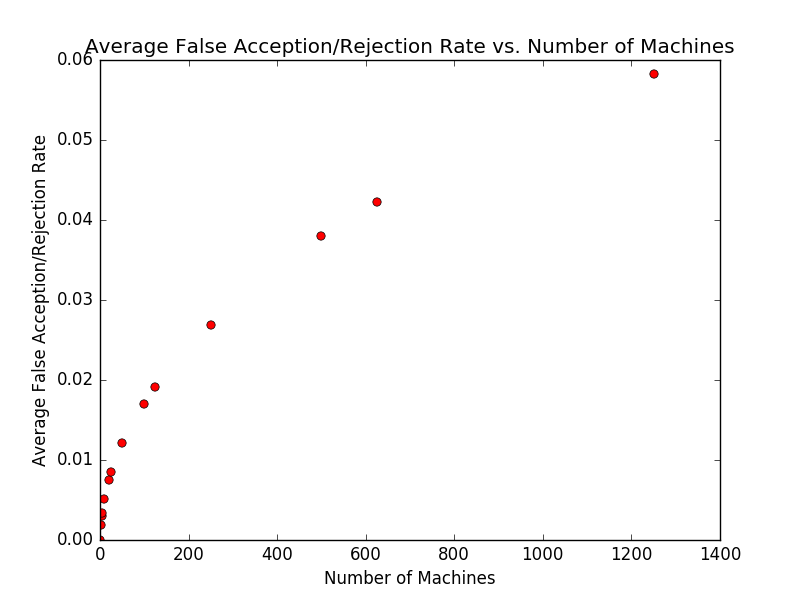 Average False Acception/Rejection Rate vs. Number of Machines
0.06
0.05
0.04
0.03
0.02
0.01
0.00
Average False Acception/Rejection Rate
0 200 400 600 800 1000 1200 1400
Number of Machines